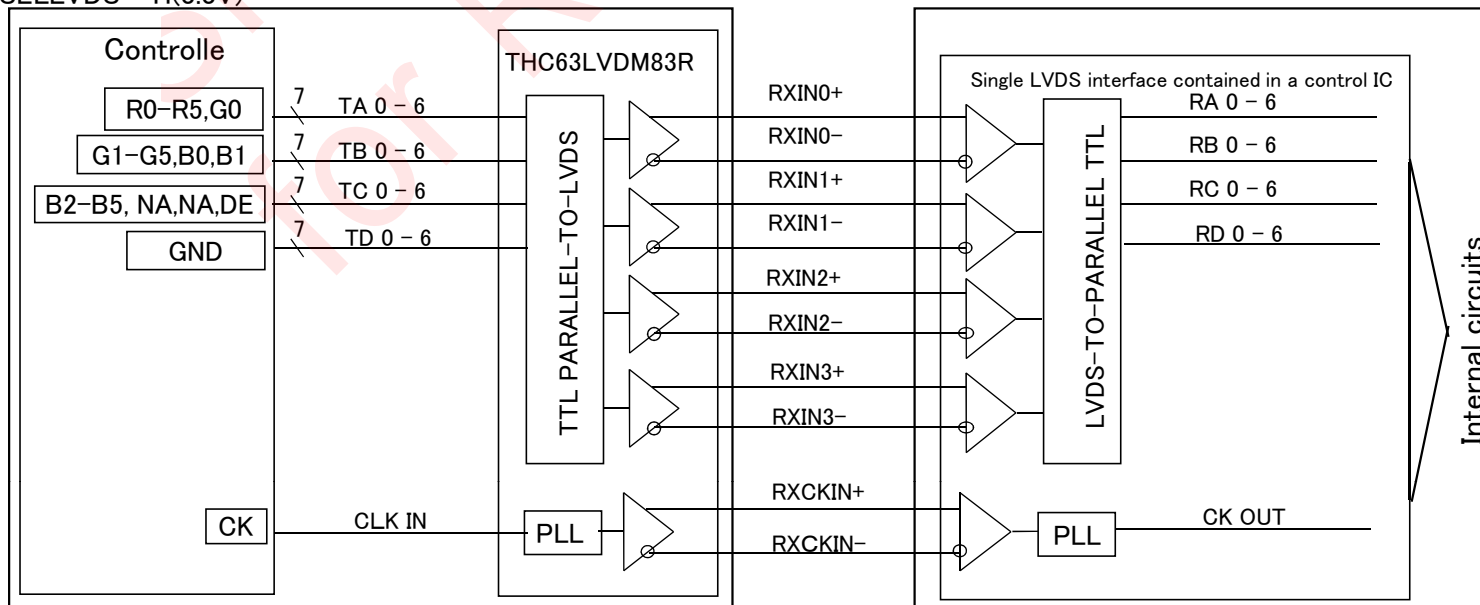 SELLVDS = H(3.3V)
Controlle
THC63LVDM83R
Single LVDS interface contained in a control IC
R0-R5,G0
7
TA 0 - 6
RXIN0+
RA 0 - 6
RXIN0-
G1-G5,B0,B1
7
TB 0 - 6
RB 0 - 6
RXIN1+
B2-B5, NA,NA,DE
7
TC 0 - 6
RC 0 - 6
RXIN1-
GND
7
TD 0 - 6
RD 0 - 6
TTL PARALLEL-TO-LVDS
LVDS-TO-PARALLEL TTL
RXIN2+
RXIN2-
Internal circuits
RXIN3+
RXIN3-
RXCKIN+
CK
CLK IN
PLL
PLL
CK OUT
RXCKIN-
for